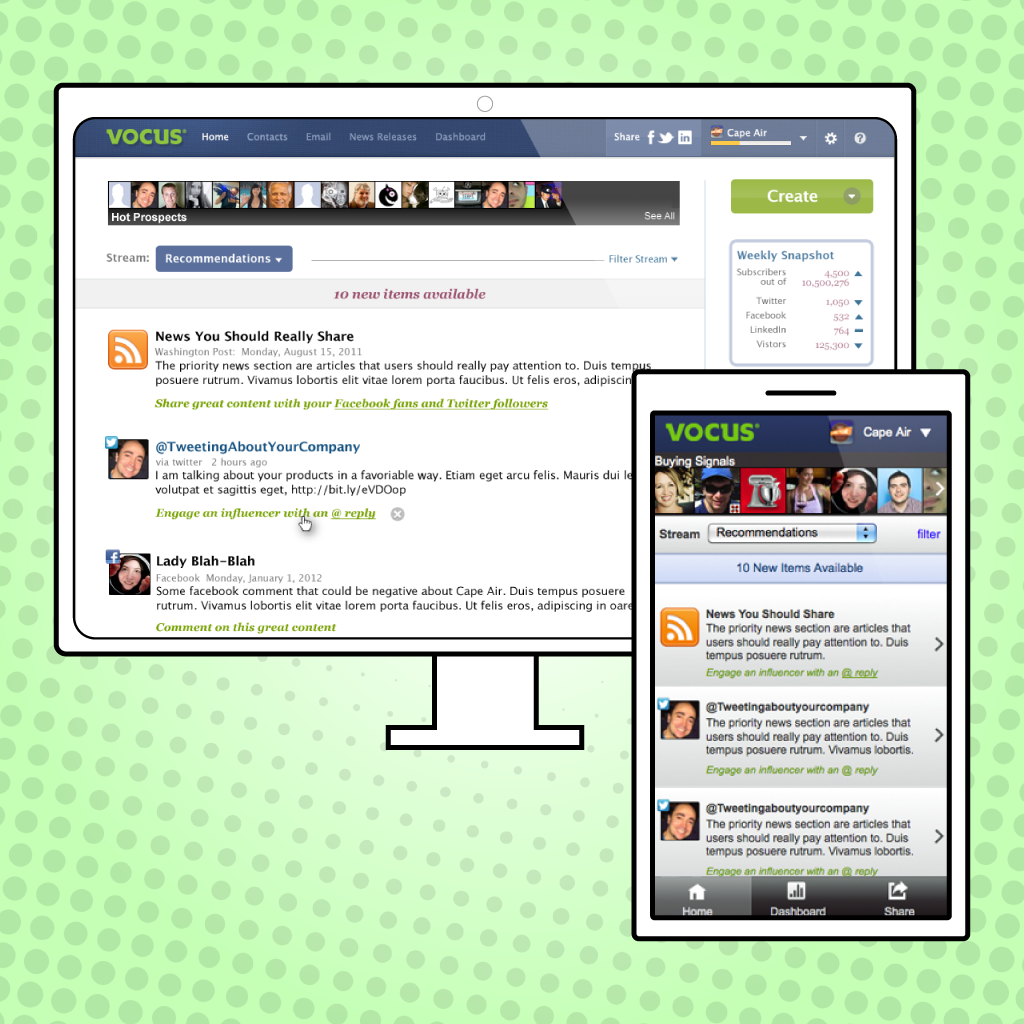 VOCUS Home Contacts Email News Releases Dashboard Share Cape Air
Hot Prospects See All
Create
Stream: Recommendations Filter Stream
10 new items available
Weekly Snapshot
Subscribers 4,500
out of 10,500,276
Twitter 1,050
Facebook 532
LinkedIn 764
Vistors 125,300
News You Should Really Share
Washington Post: Monday, August 15, 2011
The priority news section are articles that users should really pay attention to. Duis tempus
posuere rutrum. Vivamus lobortis elit vitae lorem porta faucibus. Ut felis eros, adipiscin
Share great content with your Facebook fans and Twitter followers
@TweetingAboutYourCompany
via twitter 2 hours ago
I am talking about your products in a favoriable way. Etiam eget arcu felis. Mauris dui le
volutpat et sagittis eget, http://bit.ly/eVDOop
Engage an influencer with an @ reply
Lady Blah-Blah
Facebook Monday, January 1, 2012
Some facebook comment that could be negative about Cape Air. Duis tempus posuere
rutrum. Vivamus lobortis elit vitae lorem porta faucibus. Ut felis eros, adipiscing in oare
Comment on this great content
VOCUS Cape Air
Buying Signals
Stream Recommendations filter
10 New Items Available
News You Should Share
The priority news section are articles that
users should really pay attention to. Duis
tempus posuere rutrum.
Engage an influencer with an @ reply
@Tweetingaboutyourcompany
The priority news section are articles that
users should really pay attention to. Duis
tempus posuere rutrum. Vivamus lobortis.
Engage an influencer with an @ reply
@Tweetingaboutyourcompany
The priority news section are articles that
users should really pay attention to. Duis
tempus posuere rutrum. Vivamus lobortis.
Engage an influencer with an @ reply
Home Dashboard Share